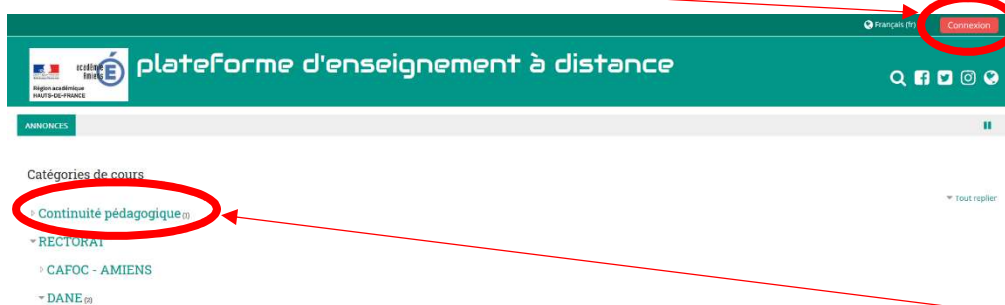 Français (fr)
Connexion
académie
Amiens
Région académique
HAUTS-DE-FRANCE
plateforme d'enseignement à distance
ANNONCES
Catégories de cours
Tout replier
Continuité pédagogique (1)
RECTORAT
CAFOC - AMIENS
DANE (2)